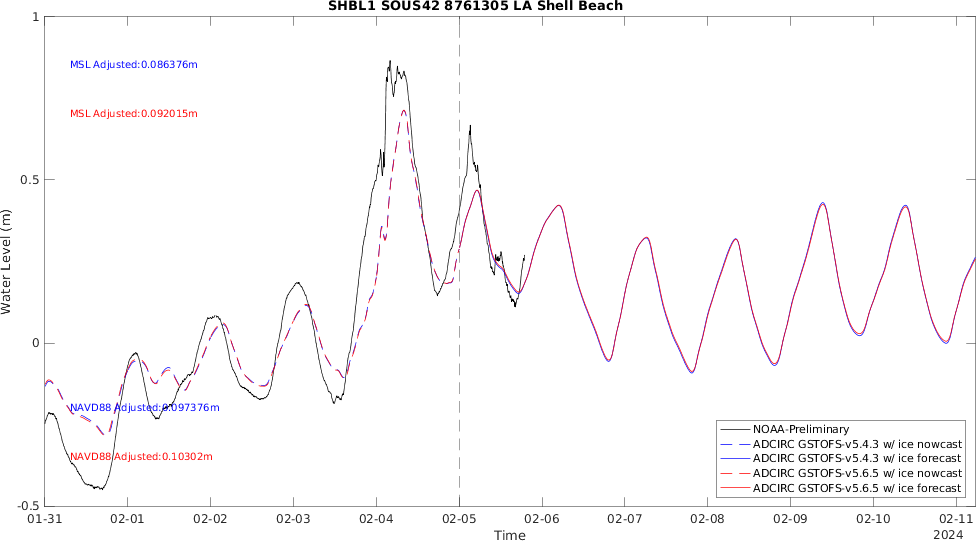 SHBL1 SOUS42 8761305 LA Shell Beach
1
MSL Adjusted:0.086376m
MSL Adjusted:0.092015m
0.5
Water Level (m)
0
NAVD88 Adjusted:0.097376m
NAVD88 Adjusted:0.10302m
NOAA-Preliminary
ADCIRC GSTOFS-v5.4.3 w/ ice nowcast
ADCIRC GSTOFS-v5.4.3 w/ ice forecast
ADCIRC GSTOFS-v5.6.5 w/ ice nowcast
ADCIRC GSTOFS-v5.6.5 w/ ice forecast
-0.5
01-31 02-01 02-02 02-03 02-04 02-05 02-06 02-07 02-08 02-09 02-10 02-11
Time
2024